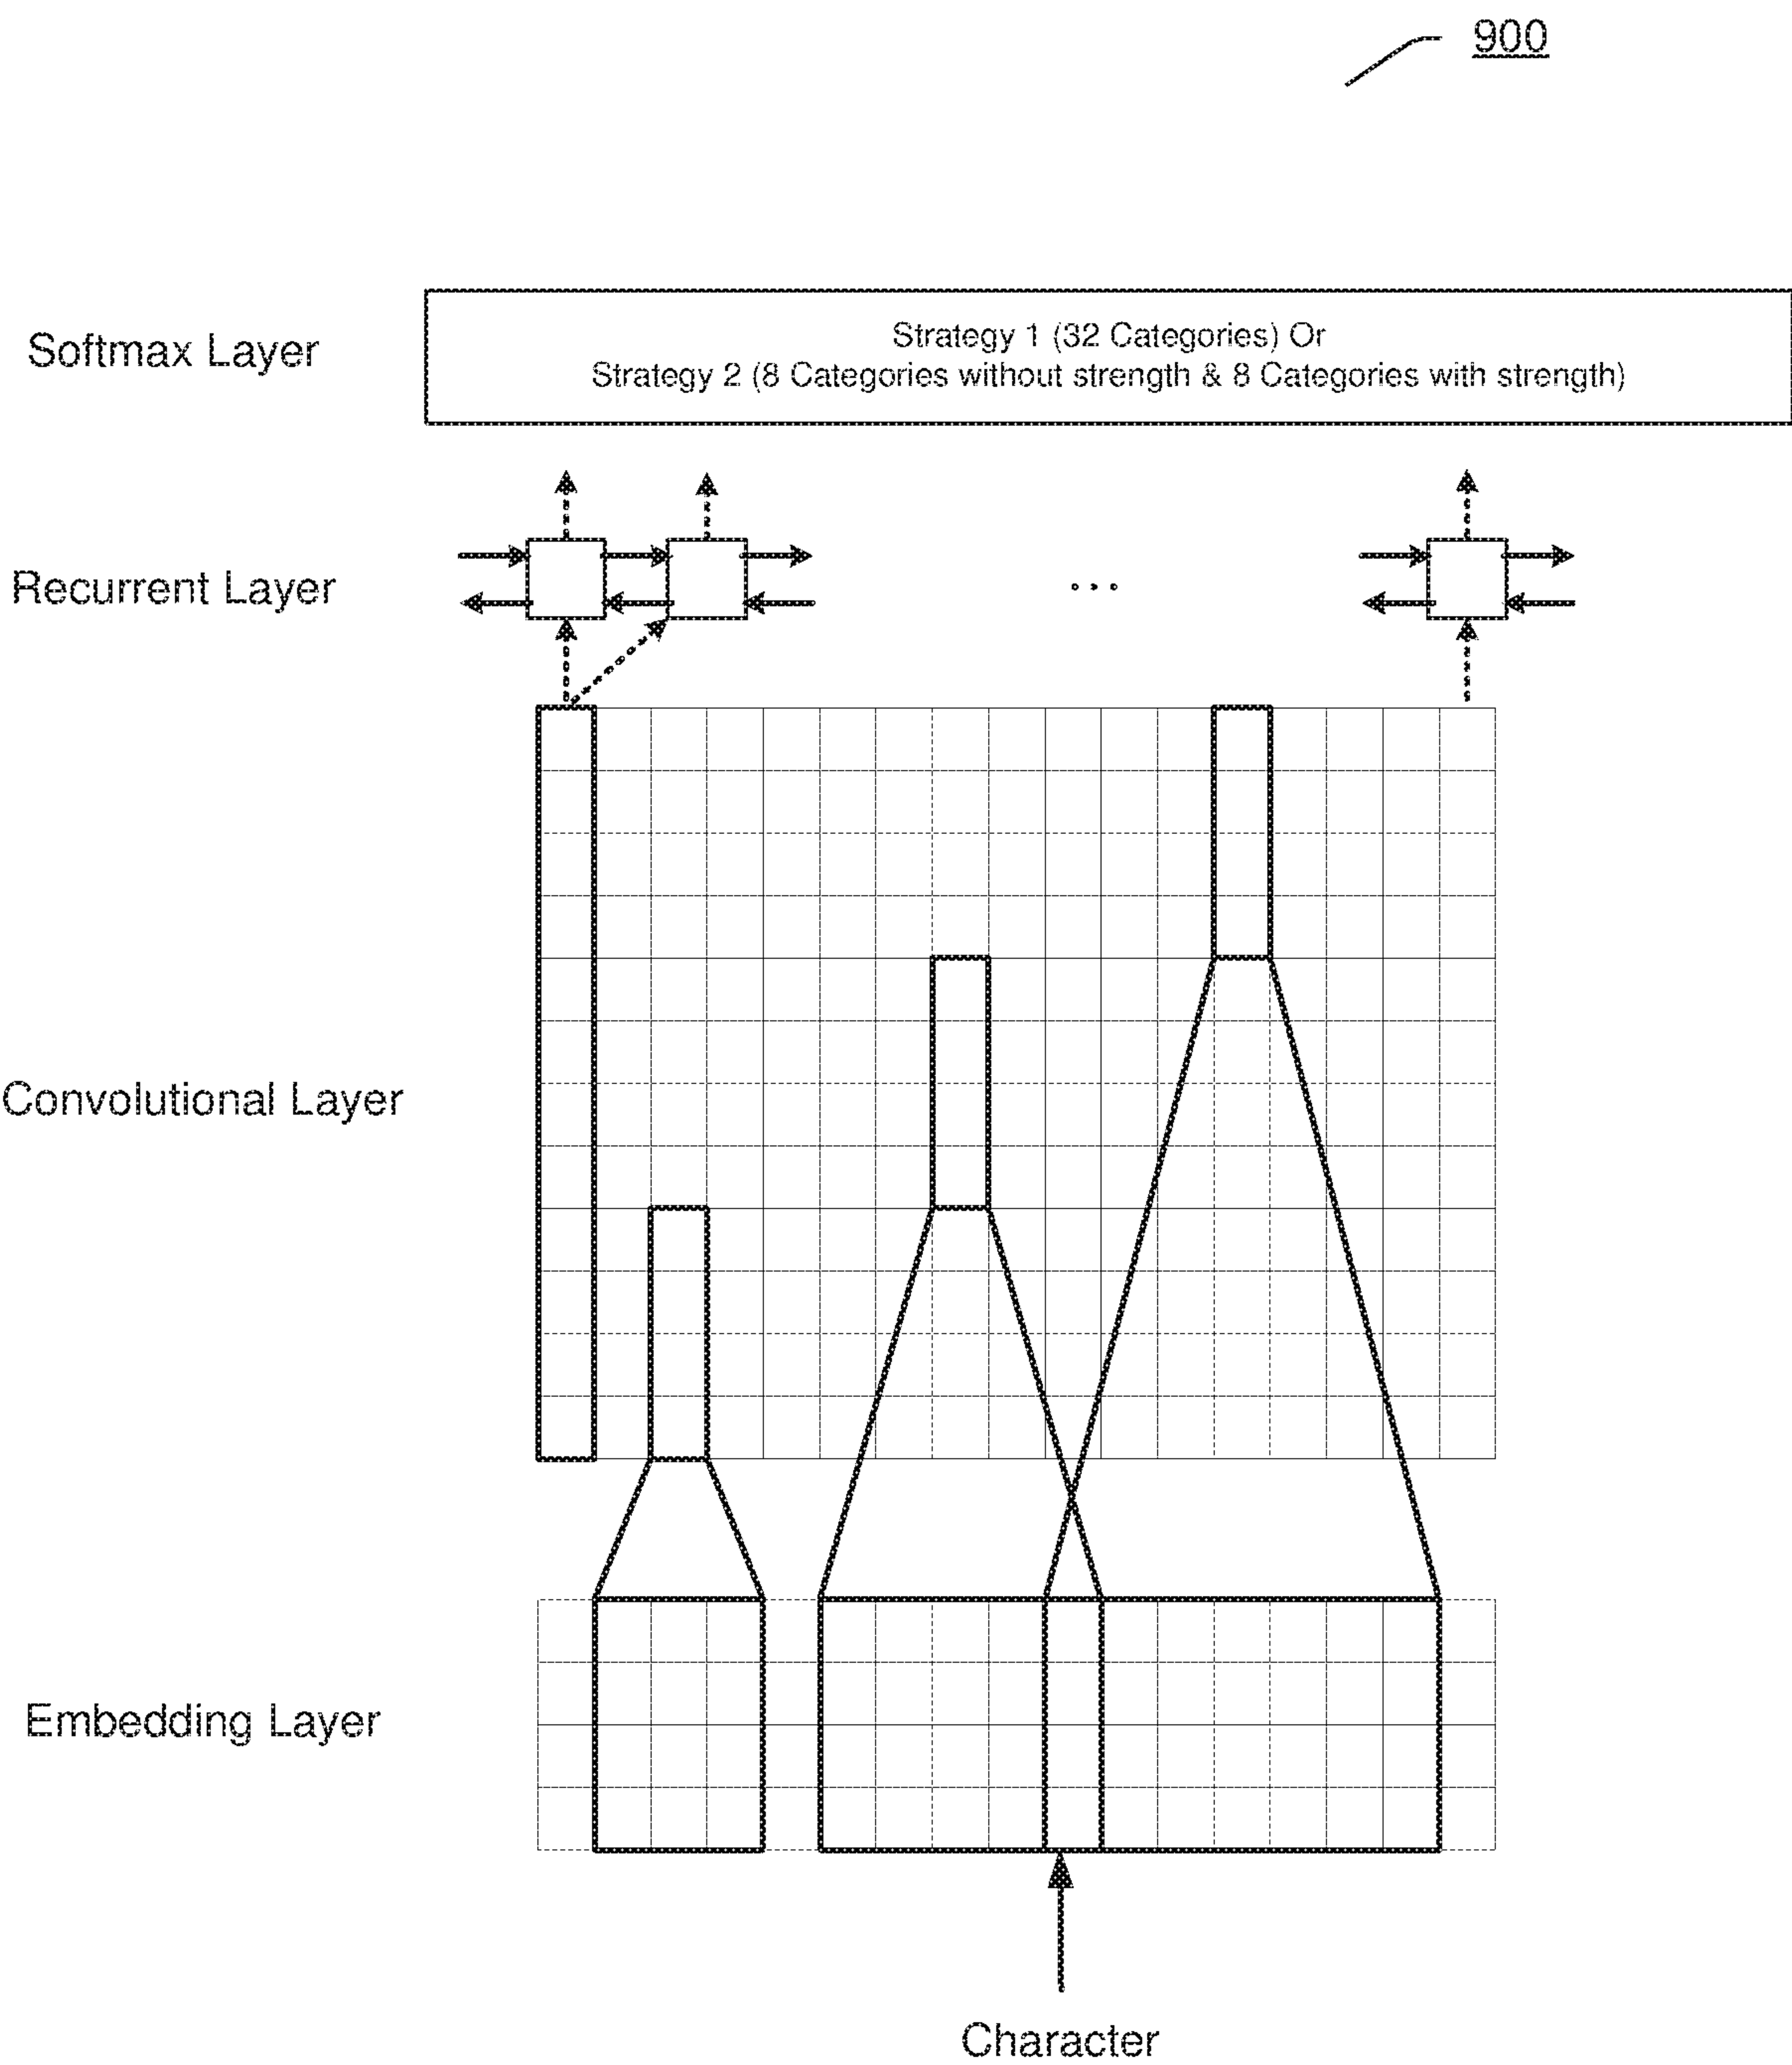 900
Softmax Layer
Strategy 1 (32 Categories) Or
Strategy 2 (8 Categories without strength & 8 Categories with strength)
Recurrent Layer
...
Convolutional Layer
Embedding Layer
Character